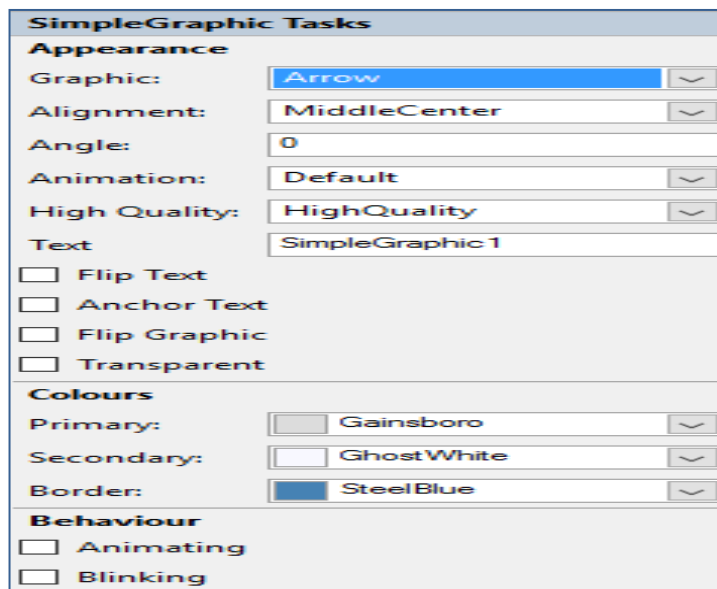 SimpleGraphic Tasks
Appearance
Graphic: Arrow
Alignment: MiddleCenter
Angle: 0
Animation: Default
High Quality: HighQuality
Text SimpleGraphic1
Flip Text
Anchor Text
Flip Graphic
Transparent
Colours
Primary: Gainsboro
Secondary: GhostWhite
Border: SteelBlue
Behaviour
Animating
Blinking